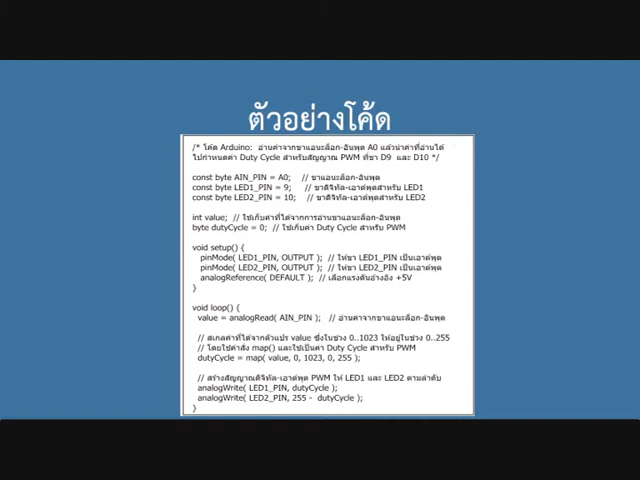 ตัวอย่างโค้ด
/* โค้ด Arduino: อ่านค่าจากขาแอนะล็อก-อินพุต A0 แล้วนำค่าที่อ่านได้
ไปกำหนดค่า Duty Cycle สำหรับสัญญาณ PWM ที่ขา D9 และ D10 */
const byte AIN_PIN = A0; // ขาแอนะล็อก-อินพุต
const byte LED1_PIN = 9; // ขาดิจิทัล-เอาต์พุตสำหรับ LED1
const byte LED2_PIN = 10; // ขาดิจิทัล-เอาต์พุตสำหรับ LED2
int value; // ใช้เก็บค่าที่ได้จากการอ่านขาแอนะล็อก-อินพุต
byte dutyCycle = 0; // ใช้เก็บค่า Duty Cycle สำหรับ PWM
void setup() {
pinMode( LED1_PIN, OUTPUT ); // ให้ขา LED1_PIN เป็นเอาต์พุต
pinMode( LED2_PIN, OUTPUT ); // ให้ขา LED2_PIN เป็นเอาต์พุต
analogReference( DEFAULT ); // เลือกแรงดันอ้างอิง +5V
}
void loop() {
value = analogRead( AIN_PIN ); // อ่านค่าจากขาแอนะล็อก-อินพุต
// สเกลค่าที่ได้จากตัวแปร value ซึ่งในช่วง 0..1023 ให้อยู่ในช่วง 0..255
// โดยใช้คำสั่ง map() และใช้เป็นค่า Duty Cycle สำหรับ PWM
dutyCycle = map( value, 0, 1023, 0, 255 );
// สร้างสัญญาณดิจิทัล-เอาต์พุต PWM ให้ LED1 และ LED2 ตามลำดับ
analogWrite( LED1_PIN, dutyCycle );
analogWrite( LED2_PIN, 255 - dutyCycle );
}